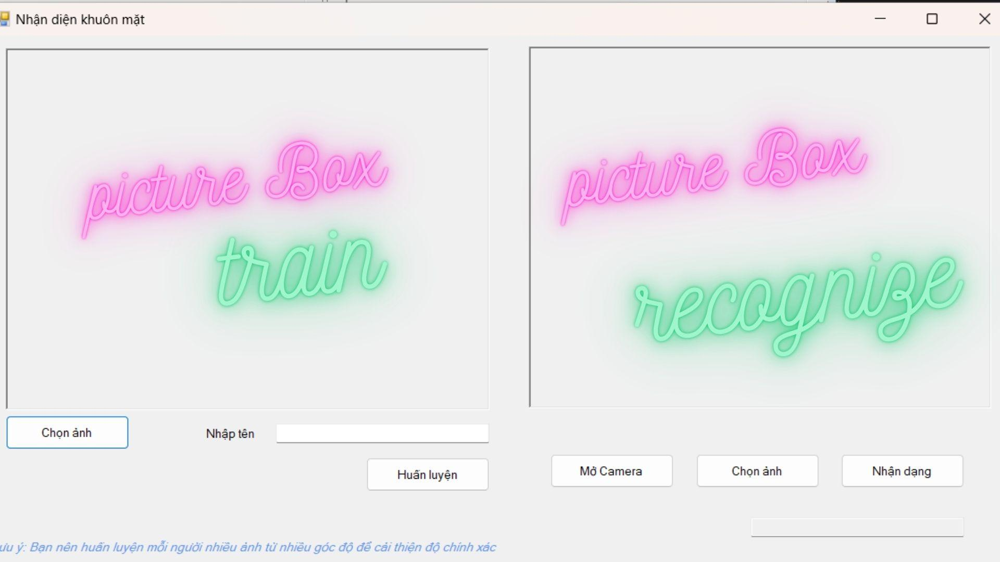 Nhận diện khuôn mặt
picture Box
train
picture Box
recognize
Chọn ảnh
Nhập tên
Huấn luyện
Mở Camera
Chọn ảnh
Nhận dạng
ưu ý: Bạn nên huấn luyện mỗi người nhiều ảnh từ nhiều góc độ để cải thiện độ chính xác